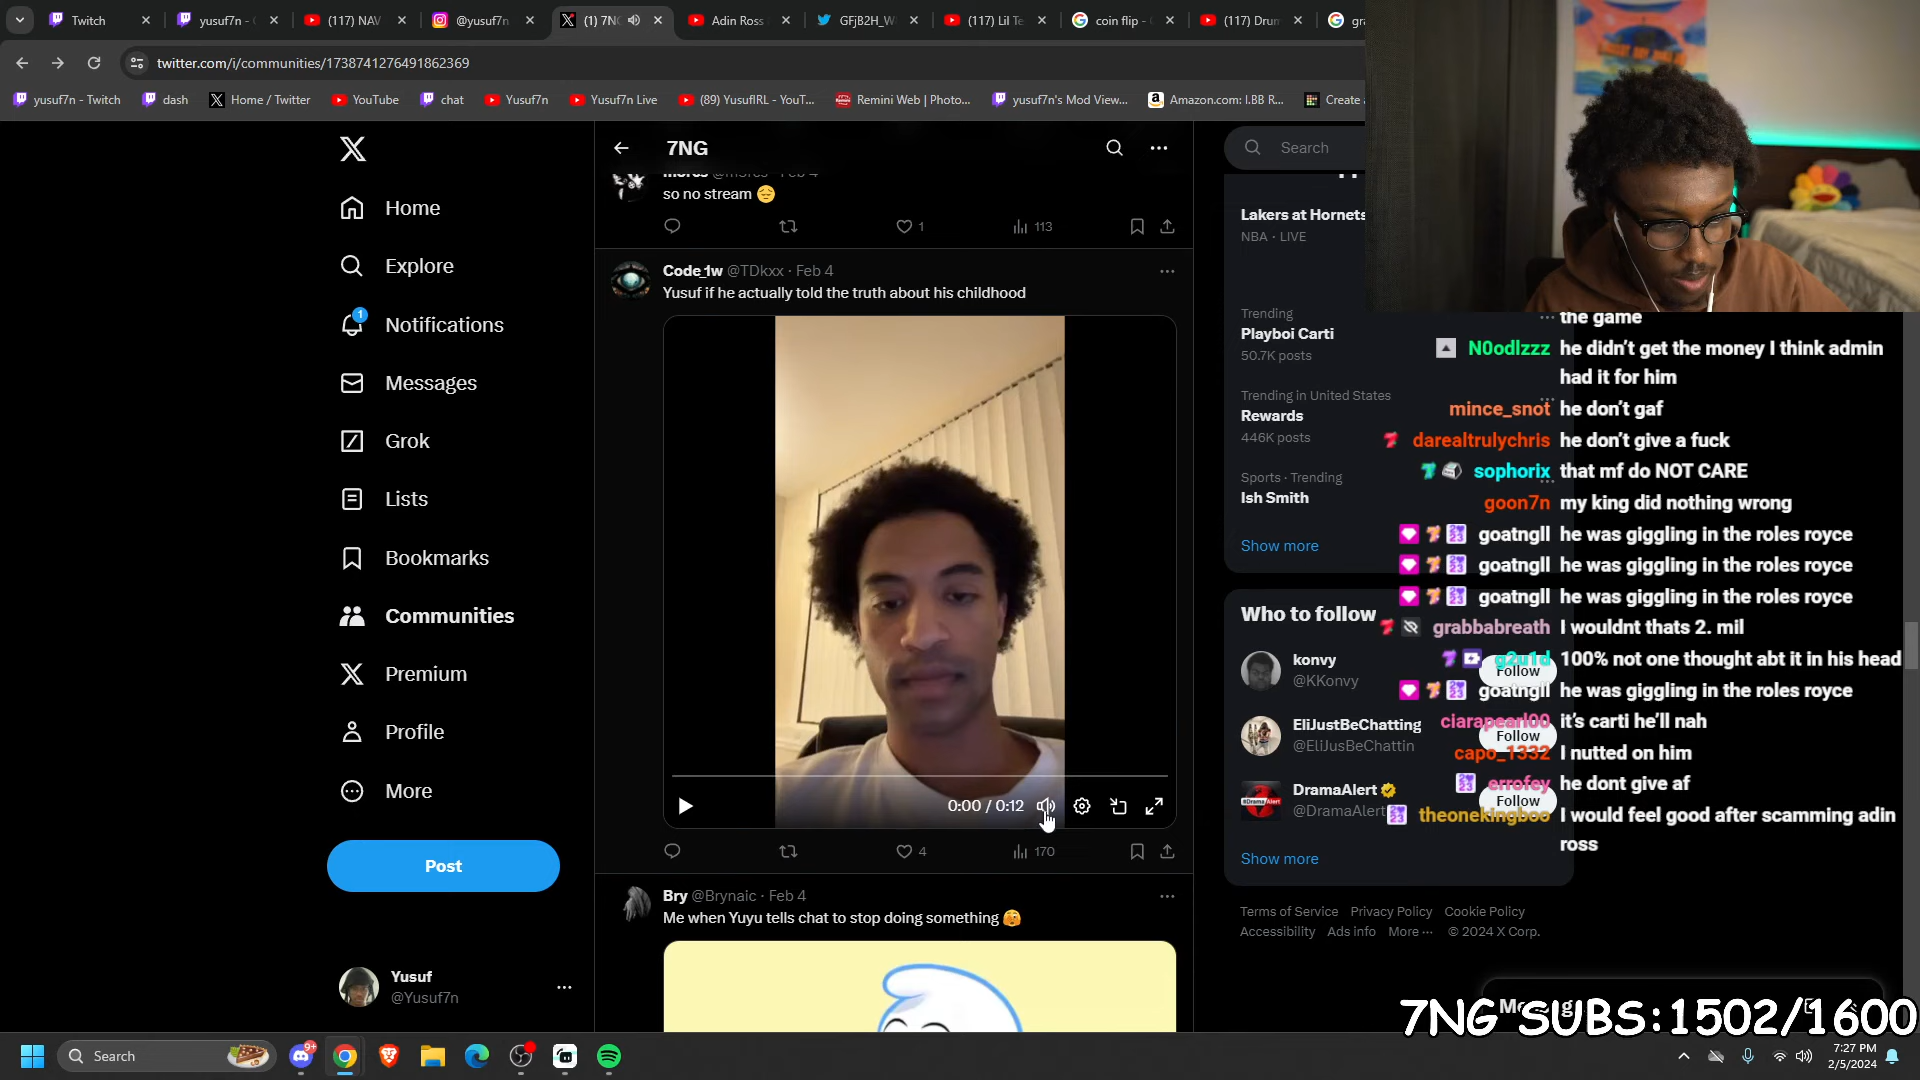 Twitch
yusuf7n -
(117) NAV
@yusuf7n
(1) 7N
Adin Ross
GFjB2H_W
(117) Lil Te
coin flip -
(117) Drum
gra
twitter.com/i/communities/1738741276491862369
yusuf7n - Twitch
dash
Home / Twitter
YouTube
chat
Yusuf7n
Yusuf7n Live
(89) YusufIRL - YouT...
Remini Web | Photo...
yusuf7n's Mod View...
Amazon.com: I.BB R...
Create
Home
Explore
1
Notifications
Messages
Grok
Lists
Bookmarks
Communities
Premium
Profile
More
Post
Yusuf
@Yusuf7n
7NG
so no stream 😔
1
113
Code_1w @TDkxx · Feb 4
Yusuf if he actually told the truth about his childhood
0:00 / 0:12
4
170
Bry @Brynaic · Feb 4
Me when Yuyu tells chat to stop doing something 🫣
Search
Lakers at Hornets
NBA · LIVE
Trending
Playboi Carti
50.7K posts
Trending in United States
Rewards
446K posts
Sports · Trending
Ish Smith
Show more
Who to follow
konvy
@KKonvy
Follow
EliJustBeChatting
@EliJusBeChattin
Follow
DramaAlert
@DramaAlert
Follow
Show more
Terms of Service Privacy Policy Cookie Policy
Accessibility Ads info More ··· © 2024 X Corp.
the game
N0odlzzz he didn't get the money I think admin
had it for him
mince_snot he don't gaf
darealtrulychris he don't give a fuck
sophorix that mf do NOT CARE
goon7n my king did nothing wrong
goatngll he was giggling in the roles royce
goatngll he was giggling in the roles royce
goatngll he was giggling in the roles royce
grabbabreath I wouldnt thats 2. mil
g2u1d 100% not one thought abt it in his head
goatngll he was giggling in the roles royce
ciarapearl00 it's carti he'll nah
capo_1332 I nutted on him
errofey he dont give af
theonekingboo I would feel good after scamming adin
ross
7NG SUBS:1502/1600
Search
9+
7:27 PM
2/5/2024